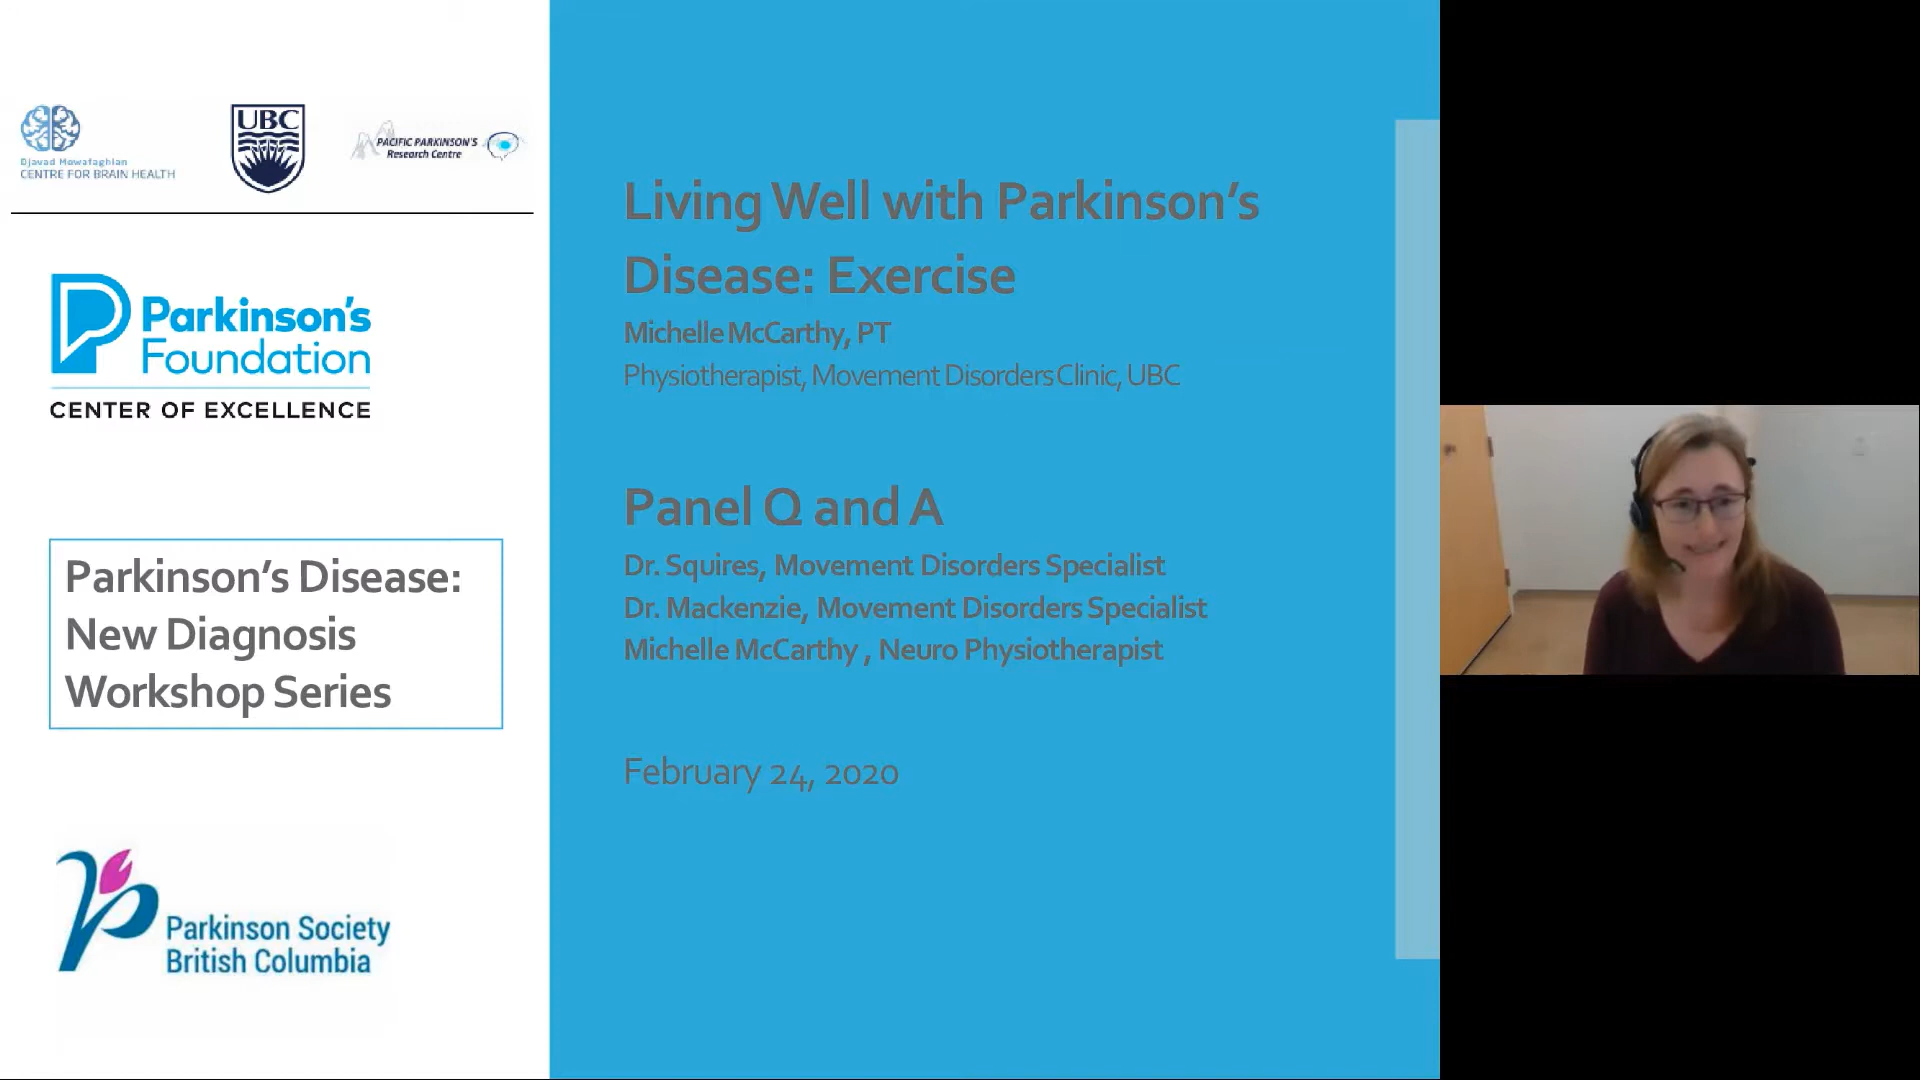 Djavad Mowafaghian
CENTRE FOR BRAIN HEALTH
UBC
PACIFIC PARKINSON'S
Research Centre
Parkinson's
Foundation
CENTER OF EXCELLENCE
Parkinson's Disease:
New Diagnosis
Workshop Series
Parkinson Society
British Columbia
Living Well with Parkinson's
Disease: Exercise
Michelle McCarthy, PT
Physiotherapist, Movement Disorders Clinic, UBC
Panel Q and A
Dr. Squires, Movement Disorders Specialist
Dr. Mackenzie, Movement Disorders Specialist
Michelle McCarthy , Neuro Physiotherapist
February 24, 2020